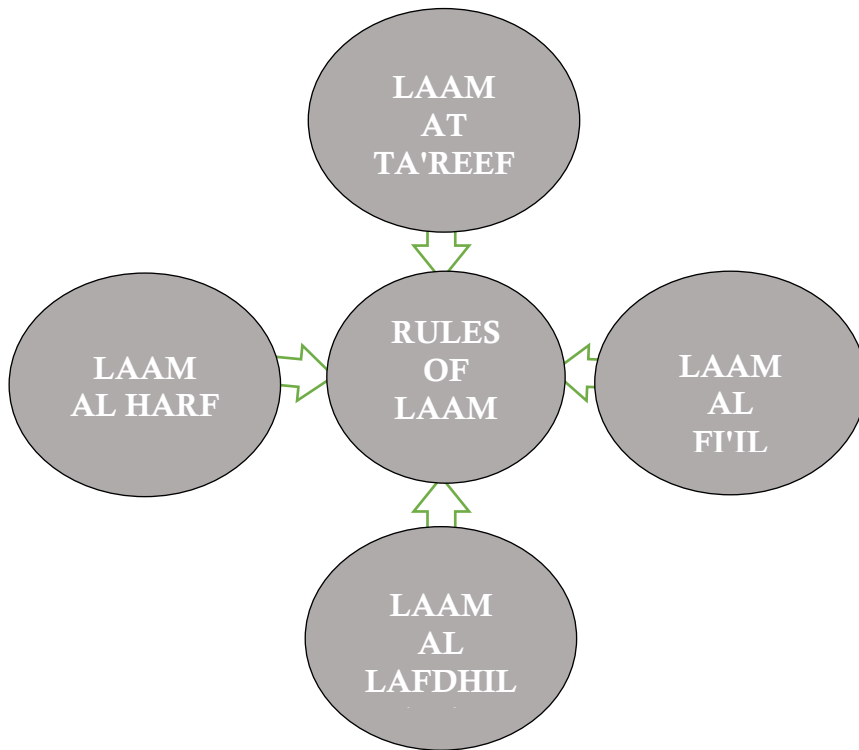 LAAM
AT
TA'REEF
RULES
OF
LAAM
LAAM
AL HARF
LAAM
AL
FI'IL
LAAM
AL
LAFDHIL